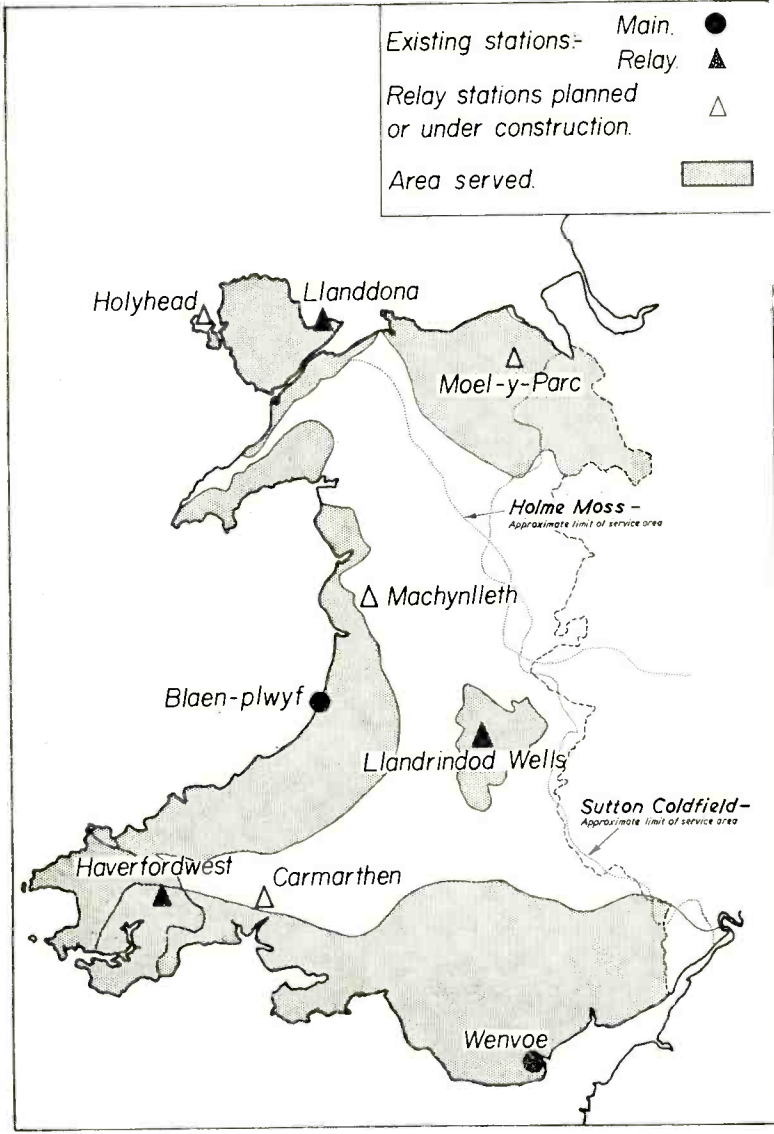 Existing stations:- Main.
Relay.
Relay stations planned
or under construction.
Area served.
Holyhead
Llanddona
Moel-y-Parc
Holme Moss –
Approximate limit of service area
Machynlleth
Blaen-plwyf
Llandrindod Wells
Sutton Coldfield –
Approximate limit of service area
Haverfordwest
Carmarthen
Wenvoe